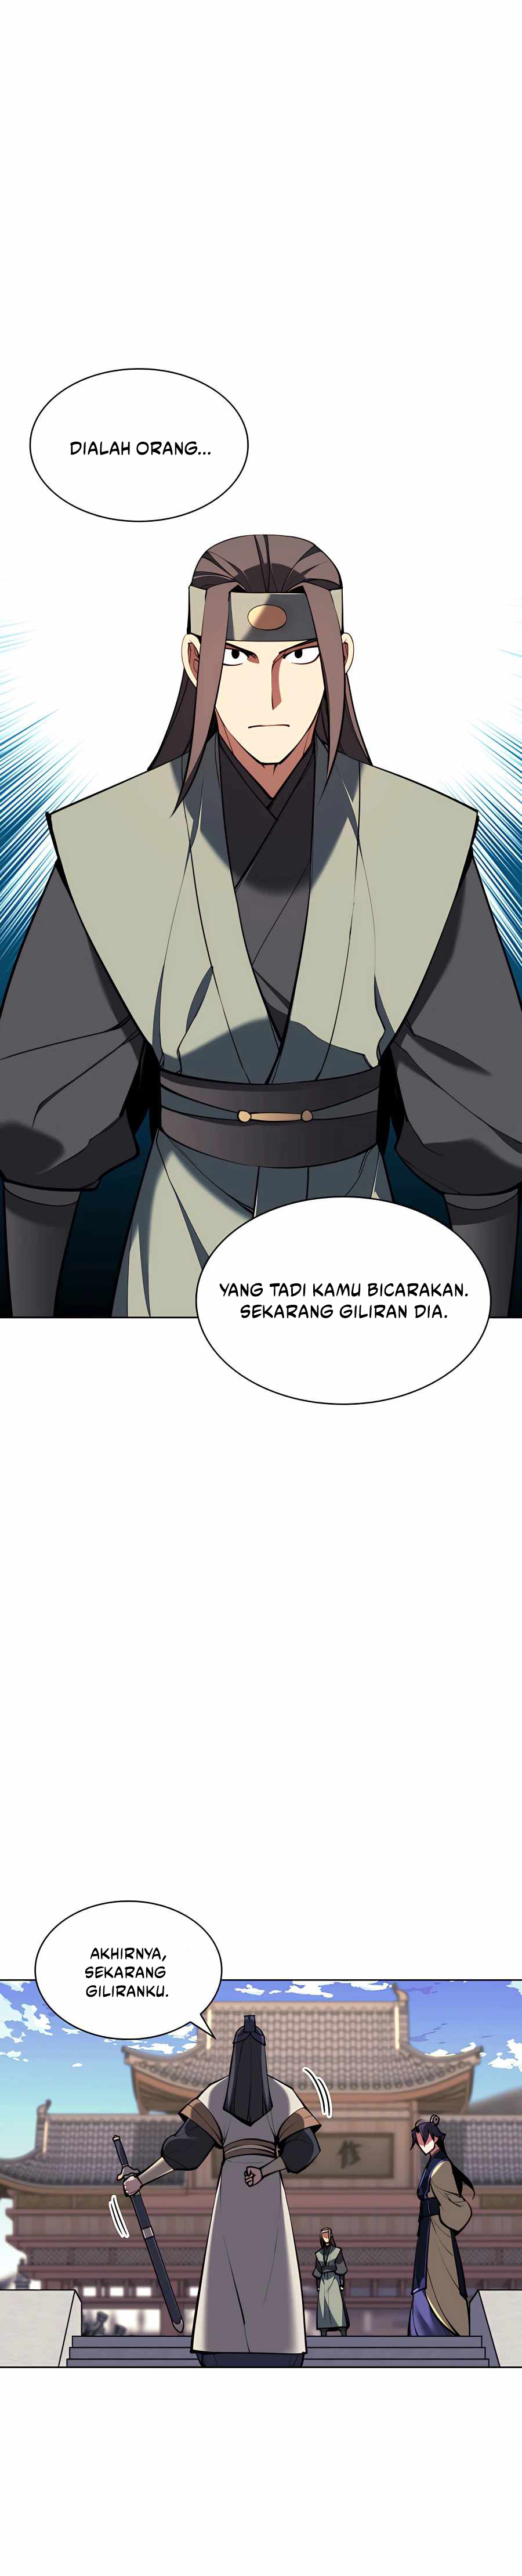 DIALAH ORANG...
YANG TADI KAMU BICARAKAN.
SEKARANG GILIRAN DIA.
AKHIRNYA,
SEKARANG
GILIRANKU.